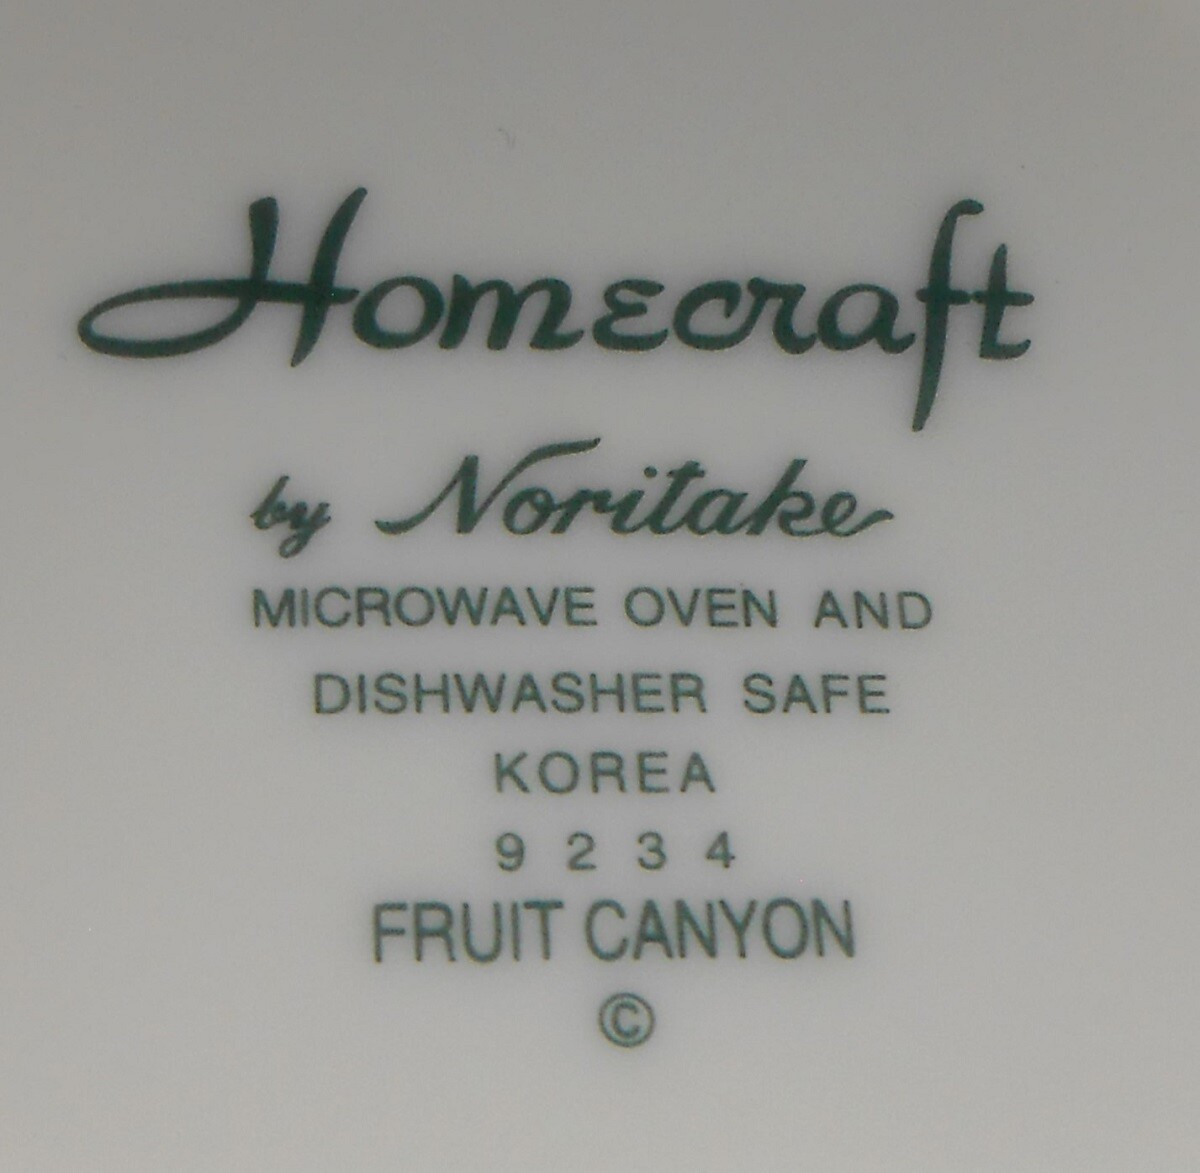 Homecraft
by Noritake
MICROWAVE OVEN AND
DISHWASHER SAFE
KOREA
9 2 3 4
FRUIT CANYON
©